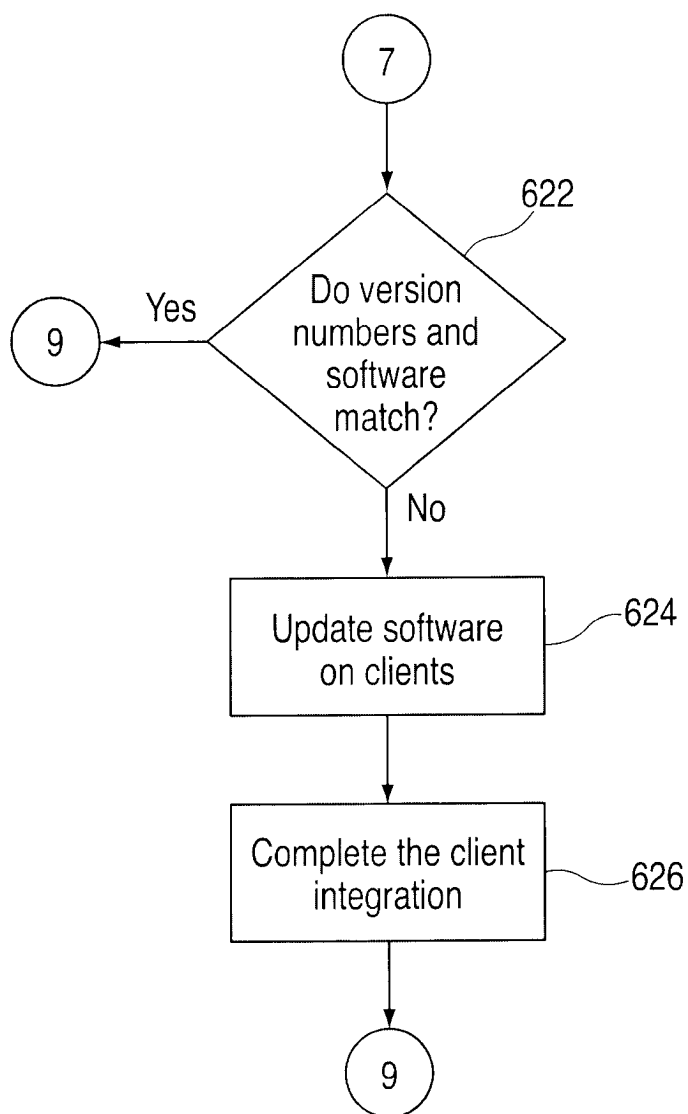 7
622
Do version
numbers and
software
match?
Yes
9
No
Update software
on clients
624
Complete the client
integration
626
9